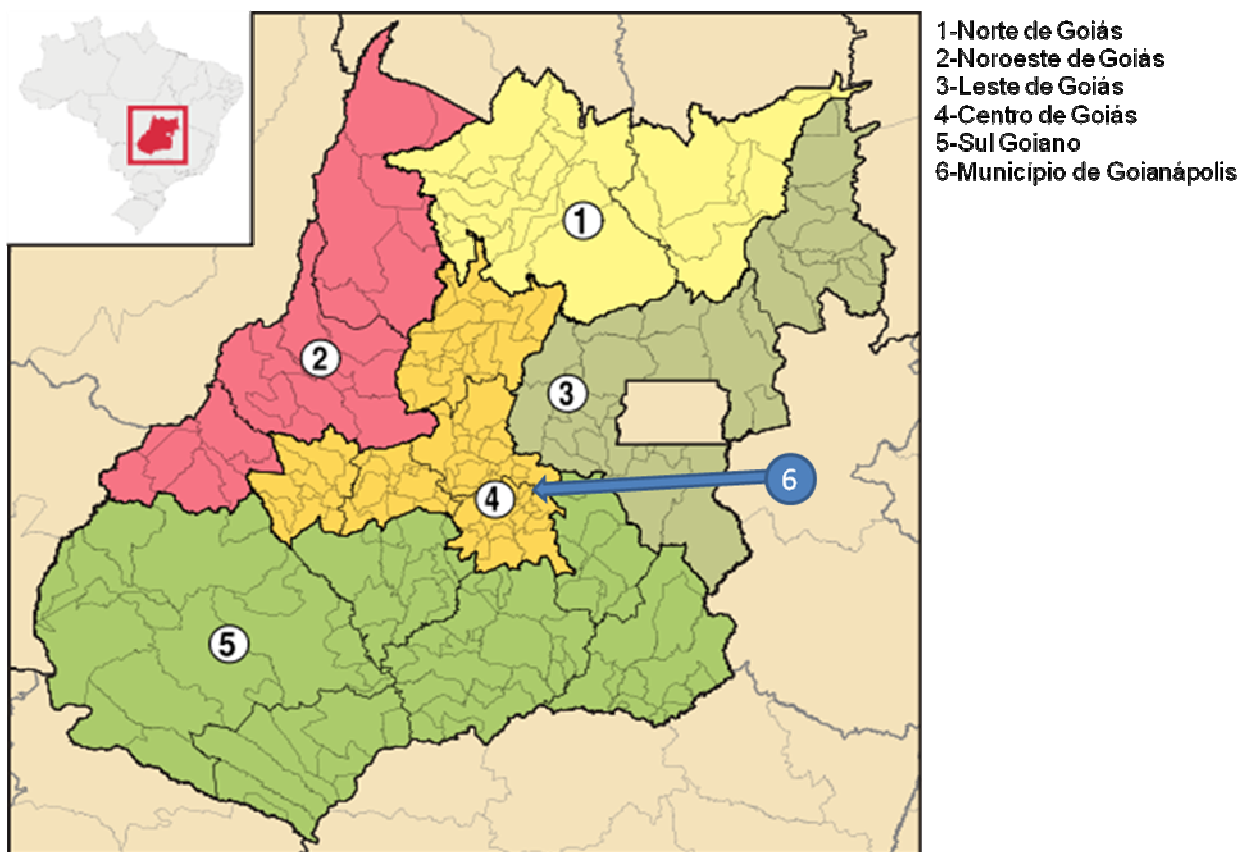 1-Norte de Goiás
2-Noroeste de Goiás
3-Leste de Goiás
4-Centro de Goiás
5-Sul Goiano
6-Município de Goianápolis
1
2
3
4
6
5